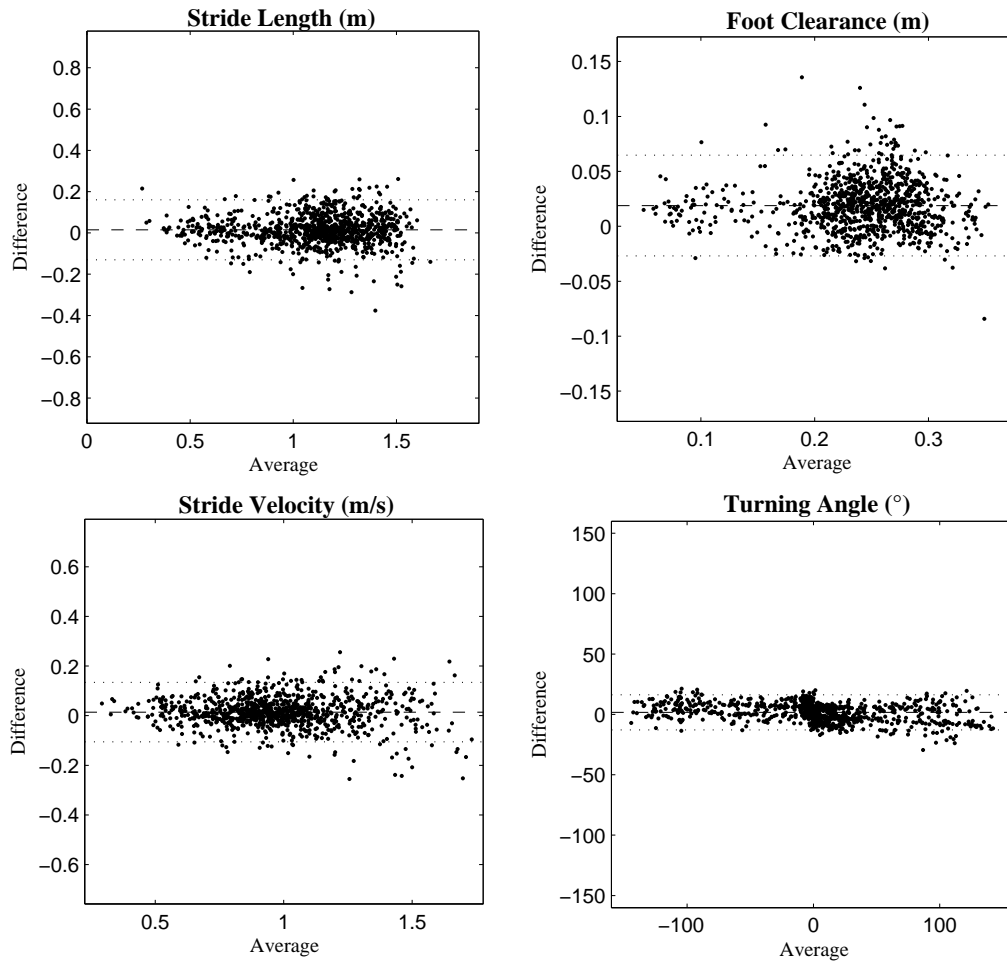 Stride Length (m)
0.8
0.6
0.4
0.2
0
−0.2
−0.4
−0.6
−0.8
Difference
0 0.5 1 1.5
Average
Foot Clearance (m)
0.15
0.1
0.05
0
−0.05
−0.1
−0.15
Difference
0.1 0.2 0.3
Average
Stride Velocity (m/s)
0.6
0.4
0.2
0
−0.2
−0.4
−0.6
Difference
0.5 1 1.5
Average
Turning Angle (°)
150
100
50
0
−50
−100
−150
Difference
−100 0 100
Average